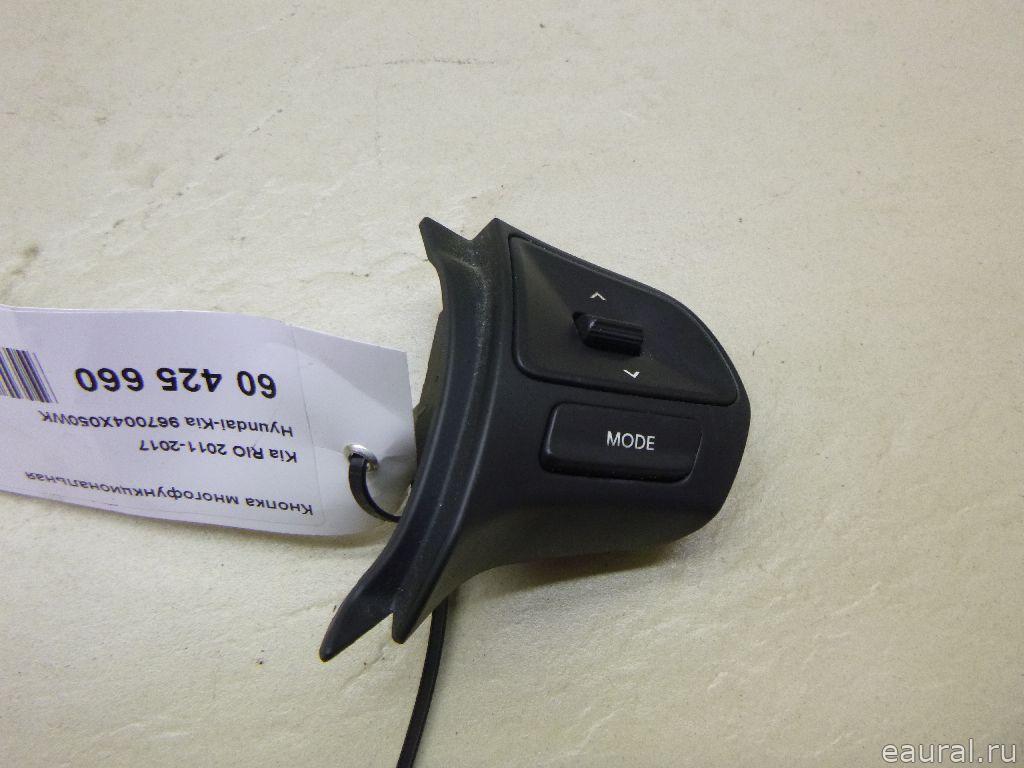 MODE
Кнопка многофункциональная
Kia RIO 2011-2017
Hyundai-Kia 967004X050WK
60 425 660
eaural.ru